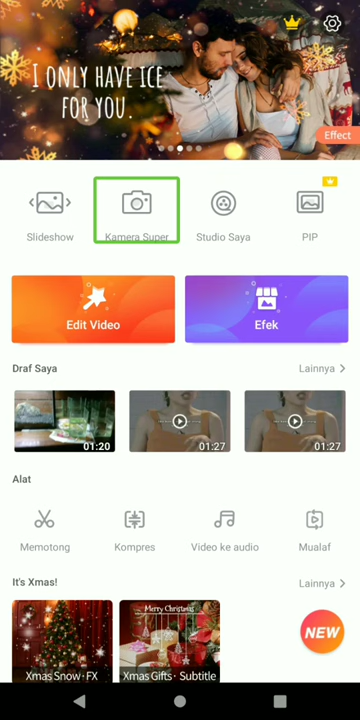 I ONLY HAVE ICE
FOR YOU.
Effect
Slideshow
Kamera Super
Studio Saya
PIP
Edit Video
Efek
Draf Saya
Lainnya
01:20
01:27
01:27
Alat
Memotong
Kompres
Video ke audio
Mualaf
It's Xmas!
Lainnya
Merry Christmas
NEW
Xmas Snow · FX
Xmas Gifts · Subtitle